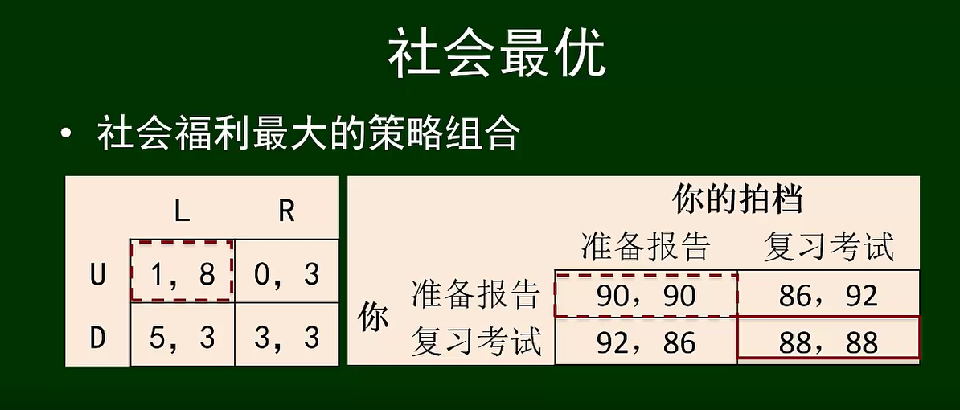 社会最优
• 社会福利最大的策略组合
L R
U 1, 8 0, 3
D 5, 3 3, 3
你的拍档
准备报告 复习考试
你
准备报告 90, 90 86, 92
复习考试 92, 86 88, 88